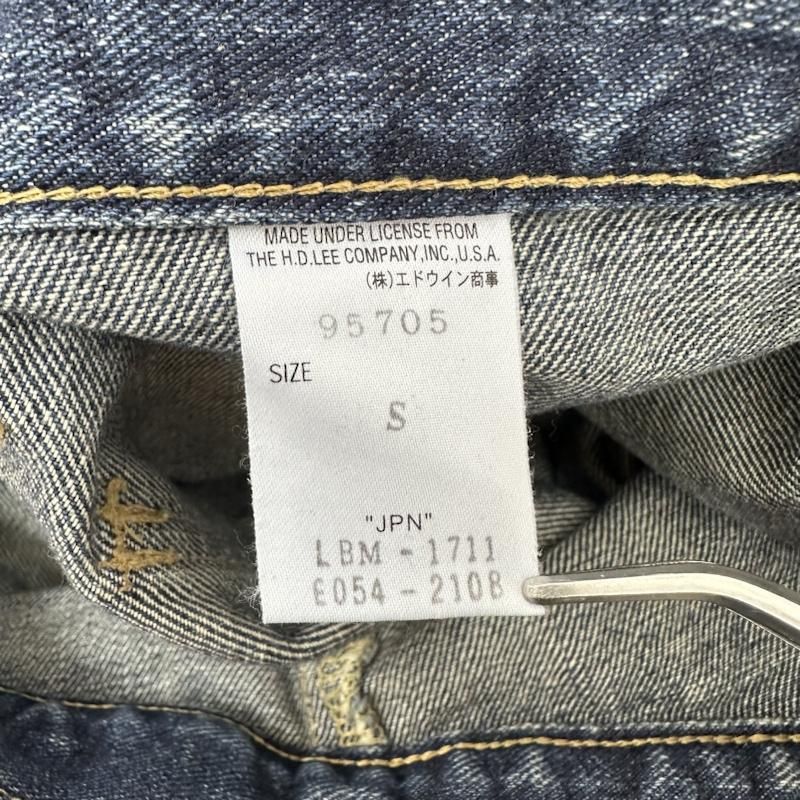 MADE UNDER LICENSE FROM
THE H.D.LEE COMPANY,INC.,U.S.A.
(株)エドウイン商事
95705
SIZE
S
"JPN"
LBM - 1711
E054 - 2108